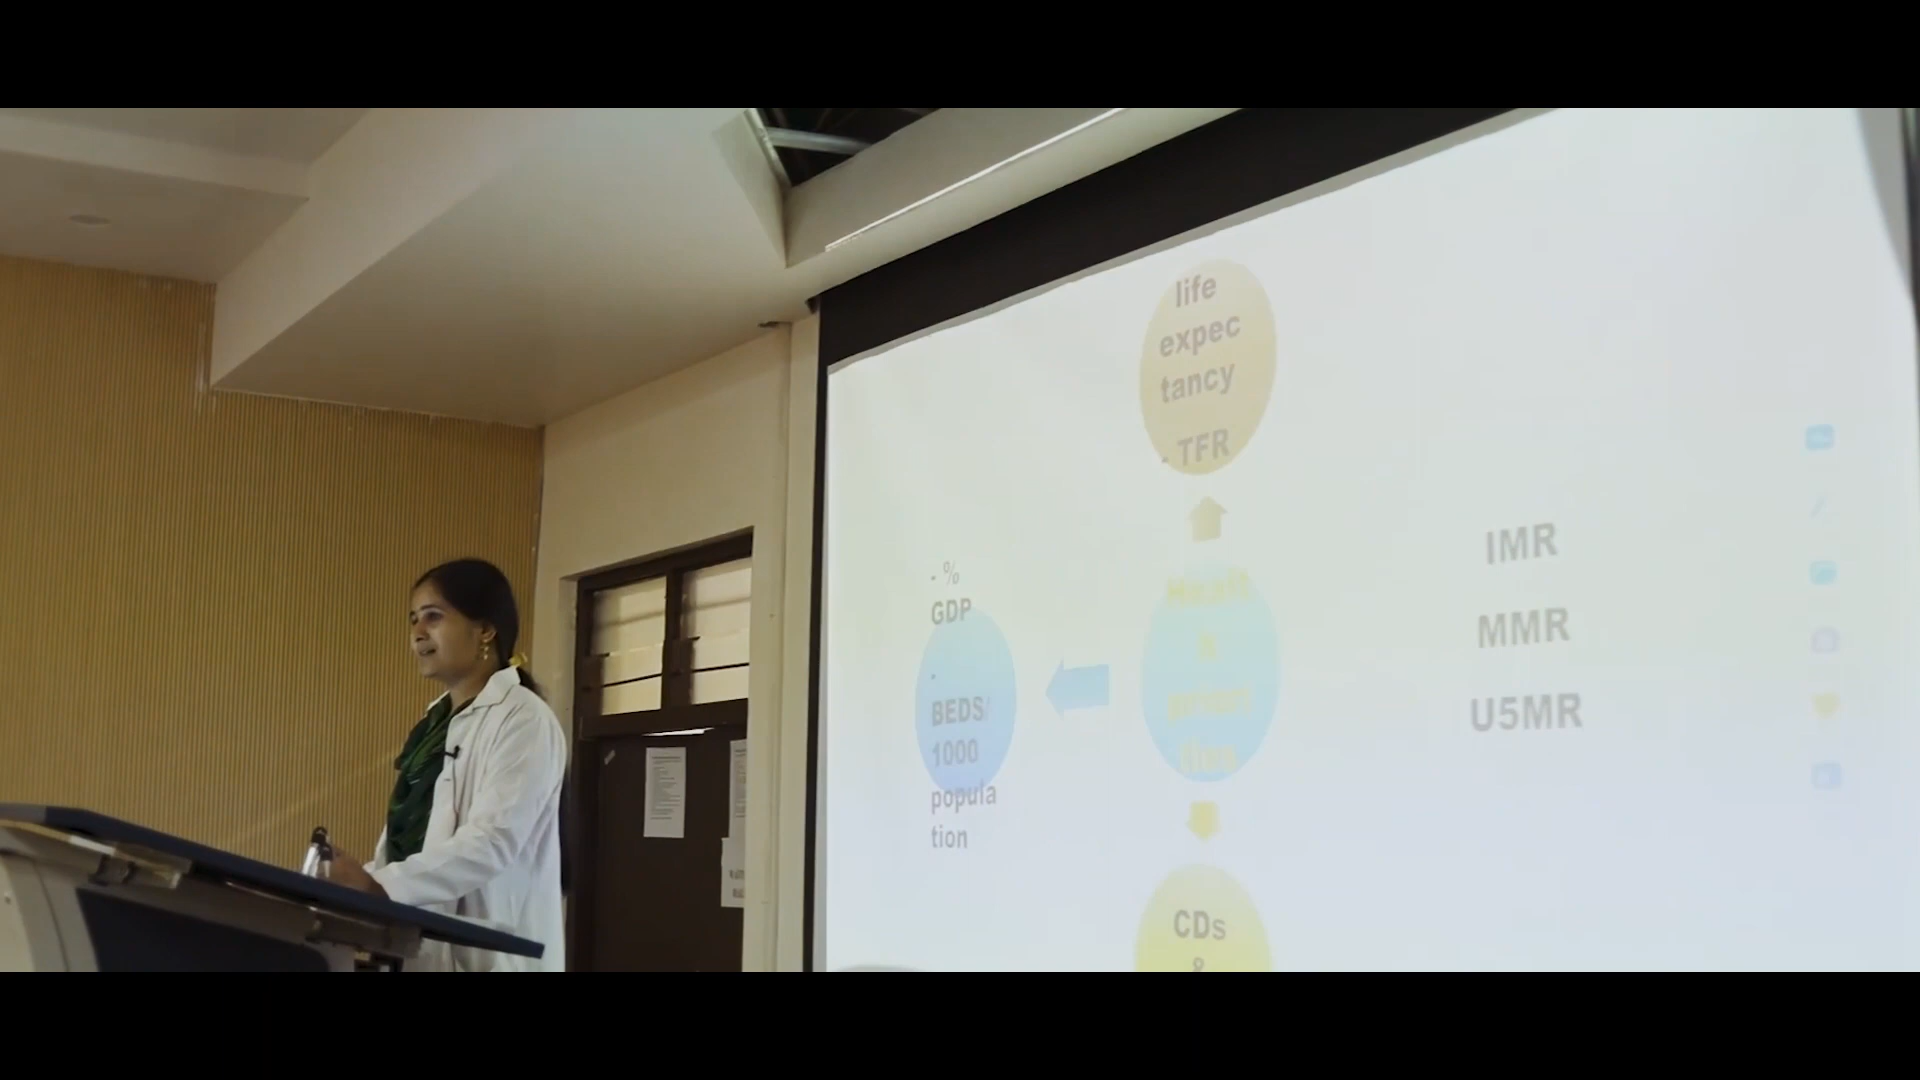 life
expec
tancy
- TFR
- %
GDP
-
BEDS/
1000
popula
tion
IMR
MMR
U5MR
CDs
&